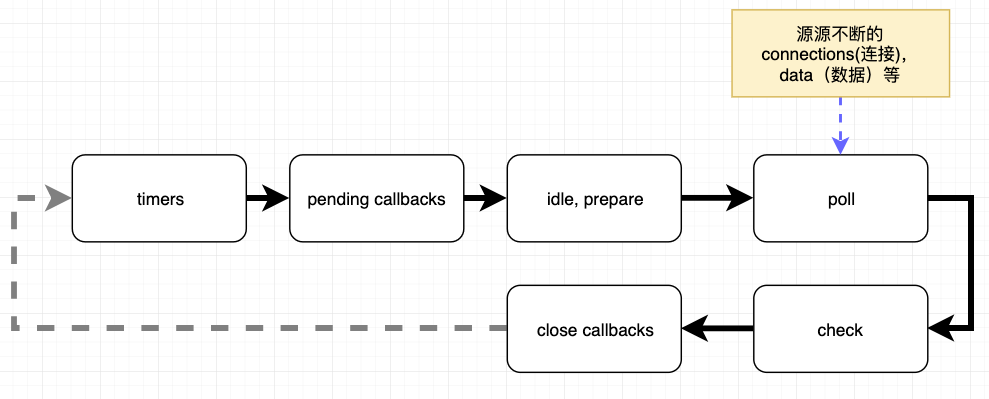 源源不断的
connections(连接)，
data（数据）等
timers
pending callbacks
idle, prepare
poll
close callbacks
check